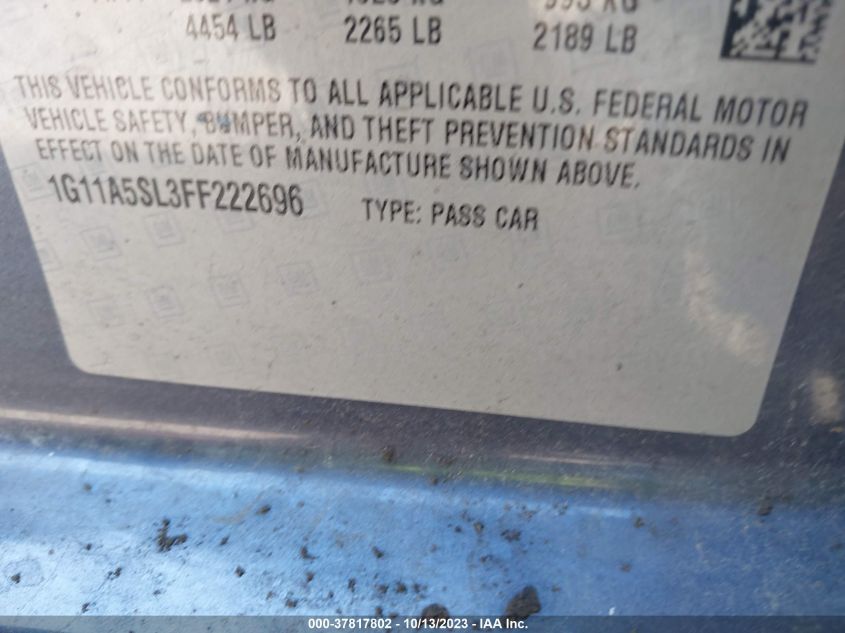 4454 LB 2265 LB 2189 LB
THIS VEHICLE CONFORMS TO ALL APPLICABLE U.S. FEDERAL MOTOR
VEHICLE SAFETY, BUMPER, AND THEFT PREVENTION STANDARDS IN
EFFECT ON THE DATE OF MANUFACTURE SHOWN ABOVE.
1G11A5SL3FF222696 TYPE: PASS CAR
000-37817802 - 10/13/2023 - IAA Inc.